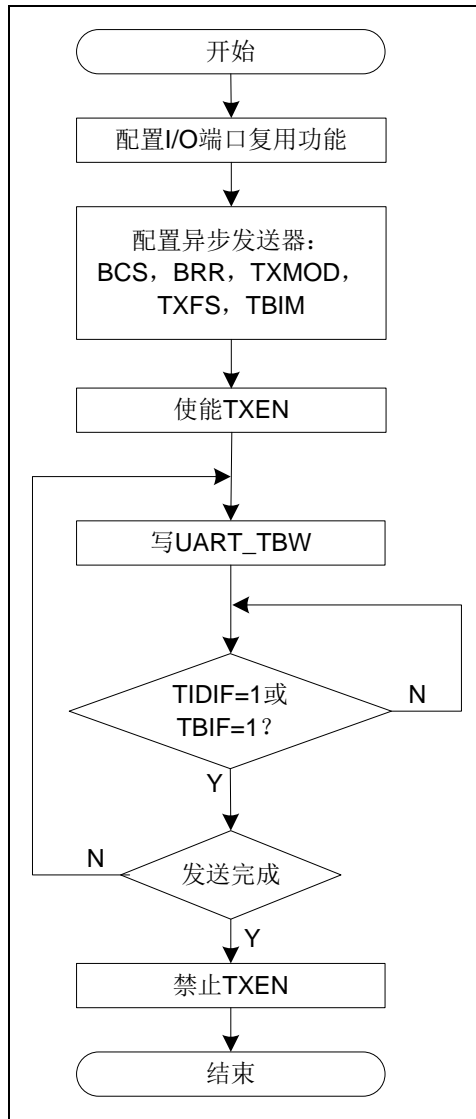 开始
配置I/O端口复用功能
配置异步发送器：
BCS，BRR，TXMOD，
TXFS，TBIM
使能TXEN
写UART_TBW
TIDIF=1或
TBIF=1？
N
Y
发送完成
N
Y
禁止TXEN
结束